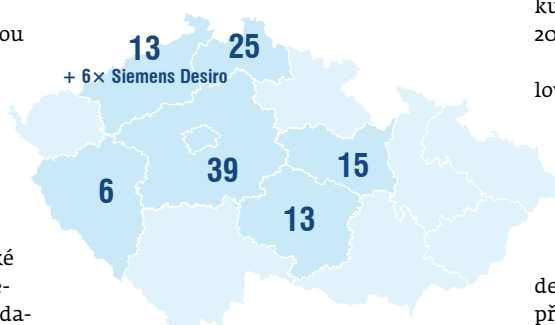 ou
ku
20
lov
13
+ 6× Siemens Desiro
25
39
15
6
13
ké
e-
da-
de
př